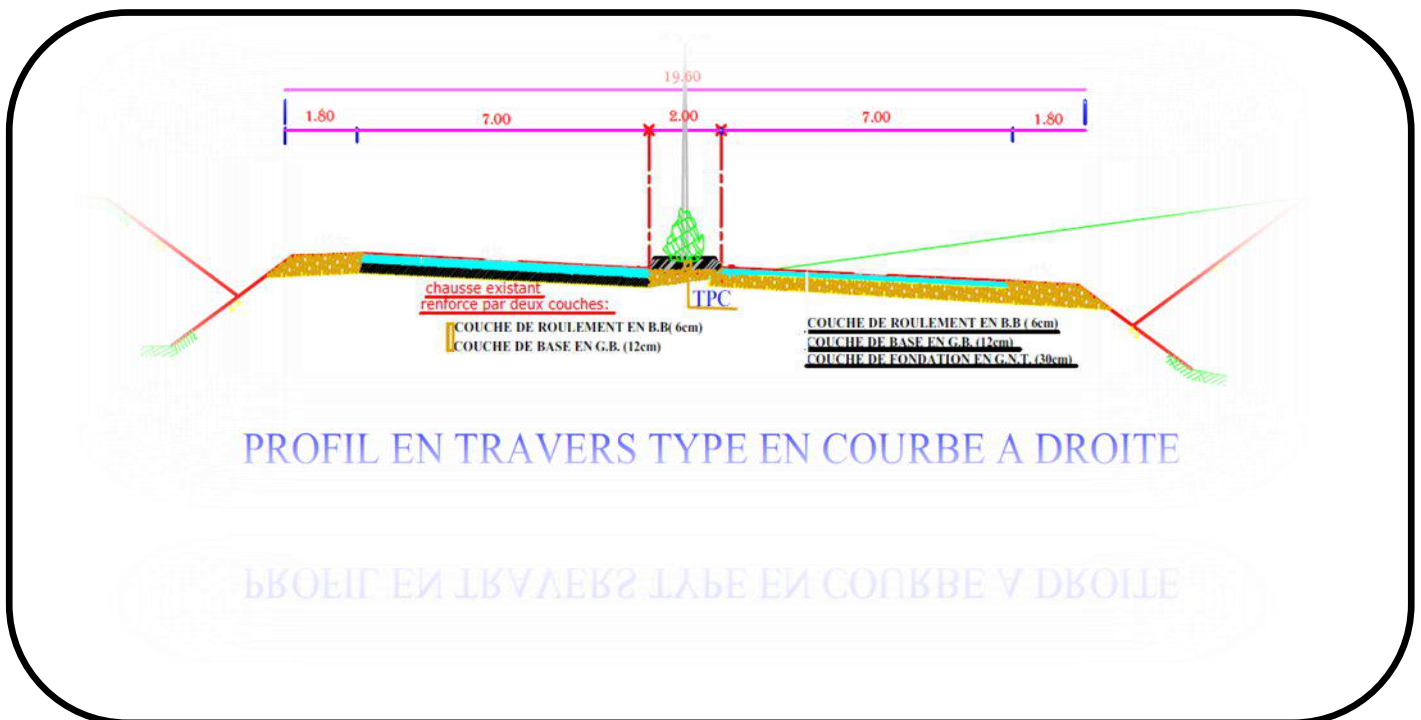 19.60
1.80 7.00 2.00 7.00 1.80
chausse existant
renforce par deux couches:
COUCHE DE ROULEMENT EN B.B( 6cm)
COUCHE DE BASE EN G.B. (12cm)
TPC
COUCHE DE ROULEMENT EN B.B ( 6cm)
COUCHE DE BASE EN G.B. (12cm)
COUCHE DE FONDATION EN G.N.T. (30cm)
PROFIL EN TRAVERS TYPE EN COURBE A DROITE